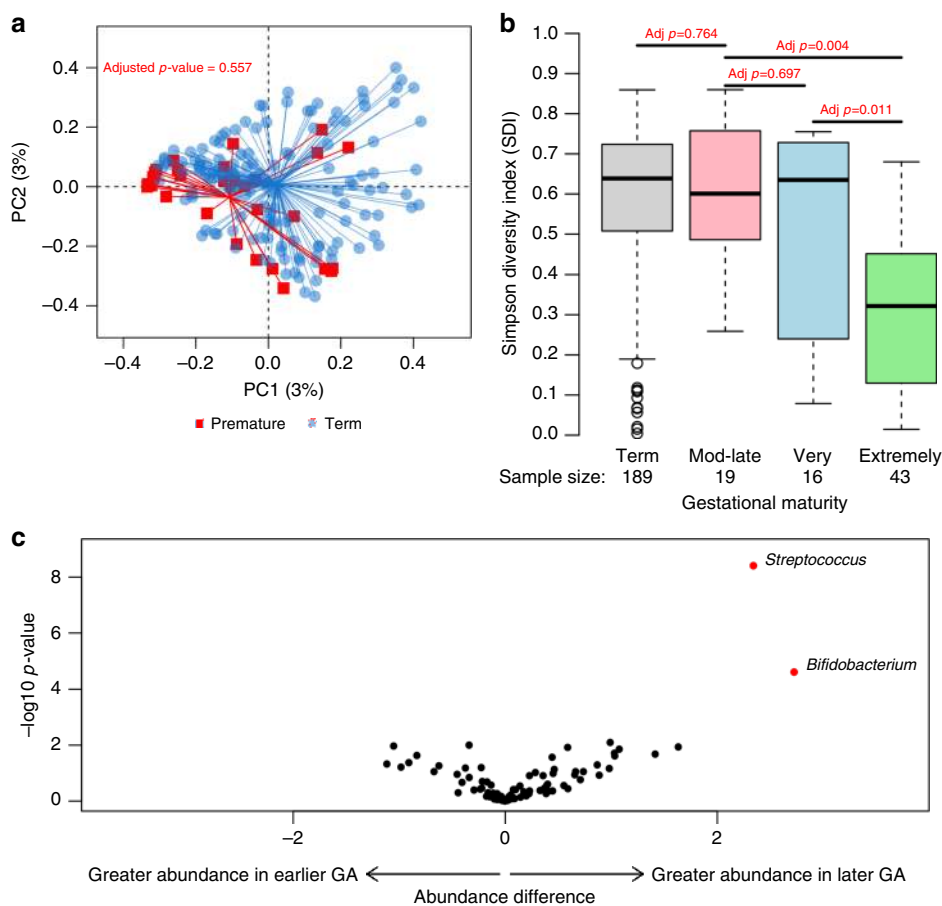 a
Adjusted p-value = 0.557
0.4
0.2
0.0
−0.2
−0.4
PC2 (3%)
−0.4
−0.2
0.0
0.2
0.4
PC1 (3%)
Premature
Term
b
Adj p=0.764
Adj p=0.004
Adj p=0.697
Adj p=0.011
1.0
0.9
0.8
0.7
0.6
0.5
0.4
0.3
0.2
0.1
0.0
Simpson diversity index (SDI)
Term Mod-late Very Extremely
Sample size: 189 19 16 43
Gestational maturity
c
8
6
4
2
0
−log10 p-value
Streptococcus
Bifidobacterium
−2
0
2
Greater abundance in earlier GA
Greater abundance in later GA
Abundance difference